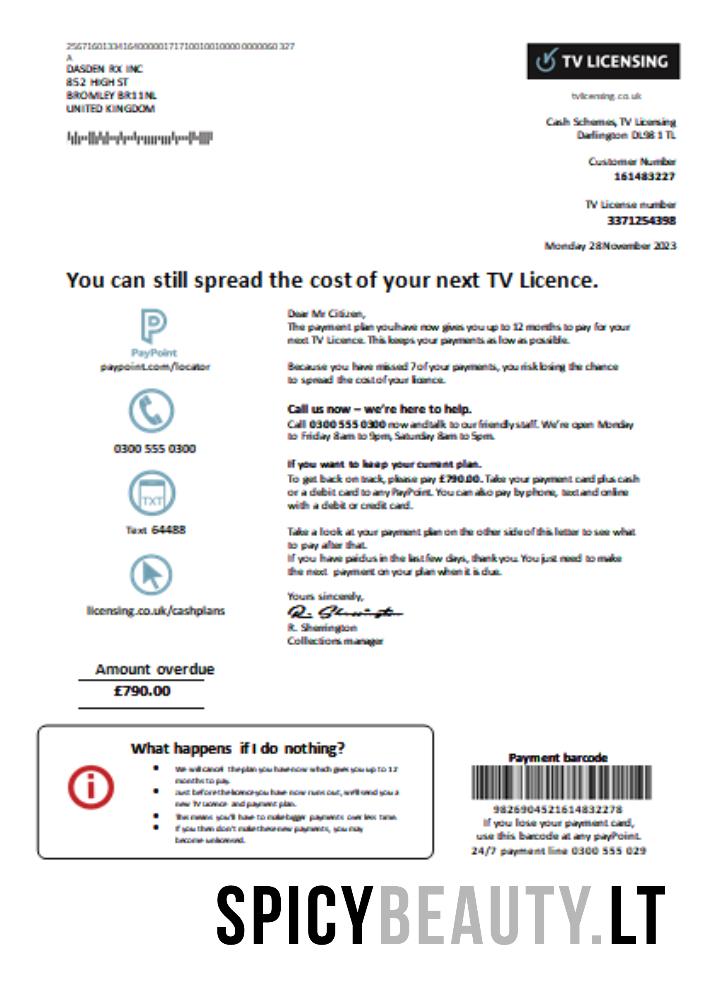 2567160133416400000171710010010000 0000060 327
A
DASDEN RX INC
852 HIGH ST
BROMLEY BR11NL
UNITED KINGDOM
TV LICENSING
tvlicensing.co.uk
Cash Schemes, TV Licensing
Darlington DL98 1 TL
Customer Number
161483227
TV License number
3371254398
Monday 28November 2023
You can still spread the cost of your next TV Licence.
PayPoint
paypoint.com/locator
0300 555 0300
TXT
Text 64488
licensing.co.uk/cashplans
Amount overdue
£790.00
Dear Mr Citizen,
The payment plan you have now gives you up to 12 months to pay for your
next TV Licence. This keeps your payments as low as possible.
Because you have missed 7 of your payments, you risk losing the chance
to spread the cost of your licence.
Call us now – we're here to help.
Call 0300 555 0300 now and talk to our friendly staff. We're open Monday
to Friday 8am to 9pm, Saturday 8am to 5pm.
If you want to keep your current plan.
To get back on track, please pay £790.00. Take your payment card plus cash
or a debit card to any PayPoint. You can also pay by phone, text and online
with a debit or credit card.
Take a look at your payment plan on the other side of this letter to see what
to pay after that.
If you have paid us in the last few days, thank you. You just need to make
the next payment on your plan when it is due.
Yours sincerely,
R. Sherrington
R. Sherrington
Collections manager
What happens if I do nothing?
We will cancel the plan you have now which gives you up to 12
months to pay.
Just before the licence you have now runs out, we'll send you a
new TV Licence and payment plan.
This means you'll have to make bigger payments over less time.
If you then don't make these new payments, you may
become unlicensed.
Payment barcode
9826904521614832278
If you lose your payment card,
use this barcode at any payPoint.
24/7 payment line 0300 555 029
SPICYBEAUTY.LT